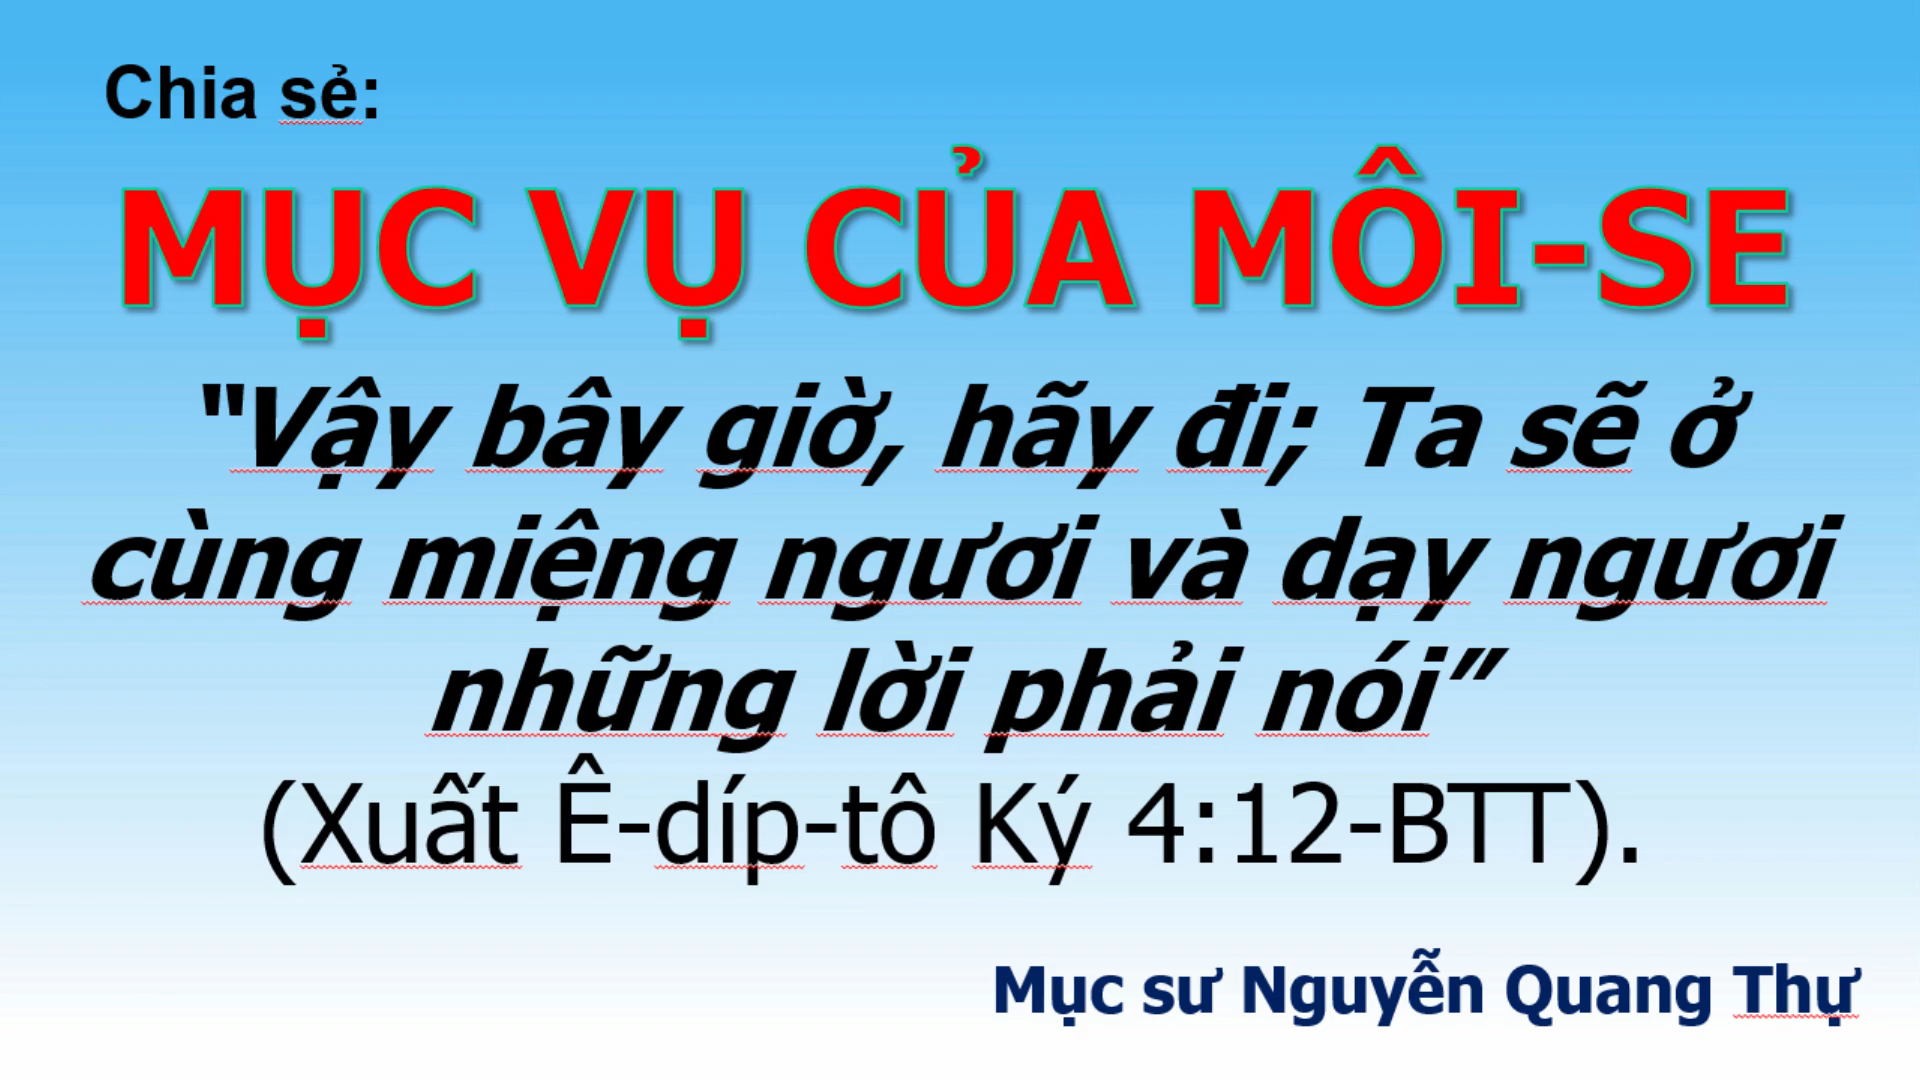 Chia sẻ:
MỤC VỤ CỦA MÔI-SE
“Vậy bây giờ, hãy đi; Ta sẽ ở
cùng miệng ngươi và dạy ngươi
những lời phải nói”
(Xuất Ê-díp-tô Ký 4:12-BTT).
Mục sư Nguyễn Quang Thự